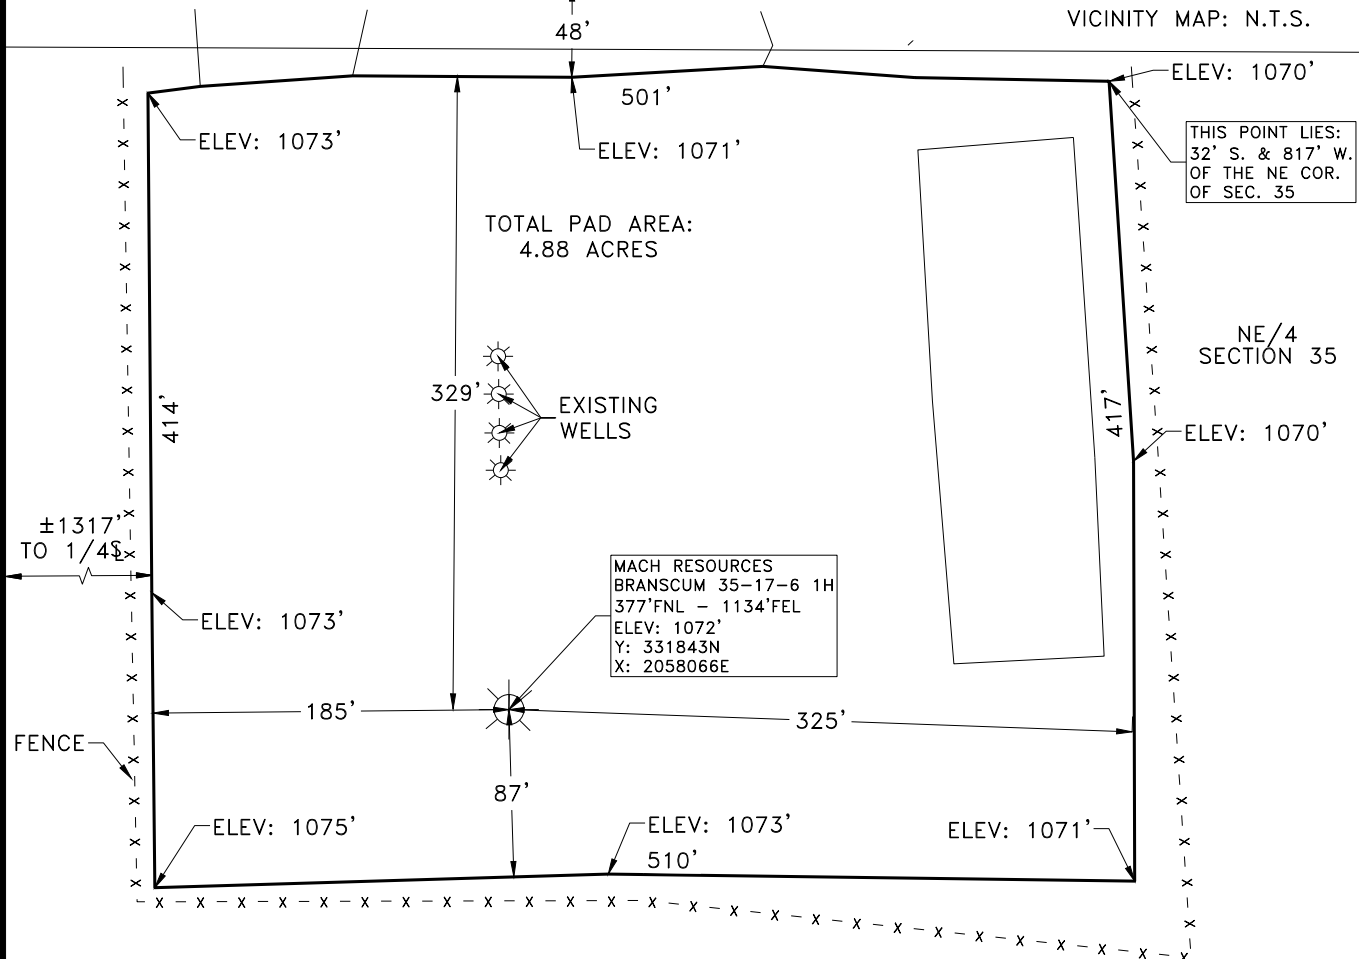 VICINITY MAP: N.T.S.
48'
ELEV: 1070'
501'
ELEV: 1073'
ELEV: 1071'
THIS POINT LIES:
32' S. & 817' W.
OF THE NE COR.
OF SEC. 35
TOTAL PAD AREA:
4.88 ACRES
NE/4
SECTION 35
329'
414'
EXISTING
WELLS
417'
ELEV: 1070'
±1317'
TO 1/4℄
MACH RESOURCES
BRANSCUM 35-17-6 1H
377'FNL - 1134'FEL
ELEV: 1072'
Y: 331843N
X: 2058066E
ELEV: 1073'
185'
325'
FENCE
87'
ELEV: 1075'
ELEV: 1073'
ELEV: 1071'
510'